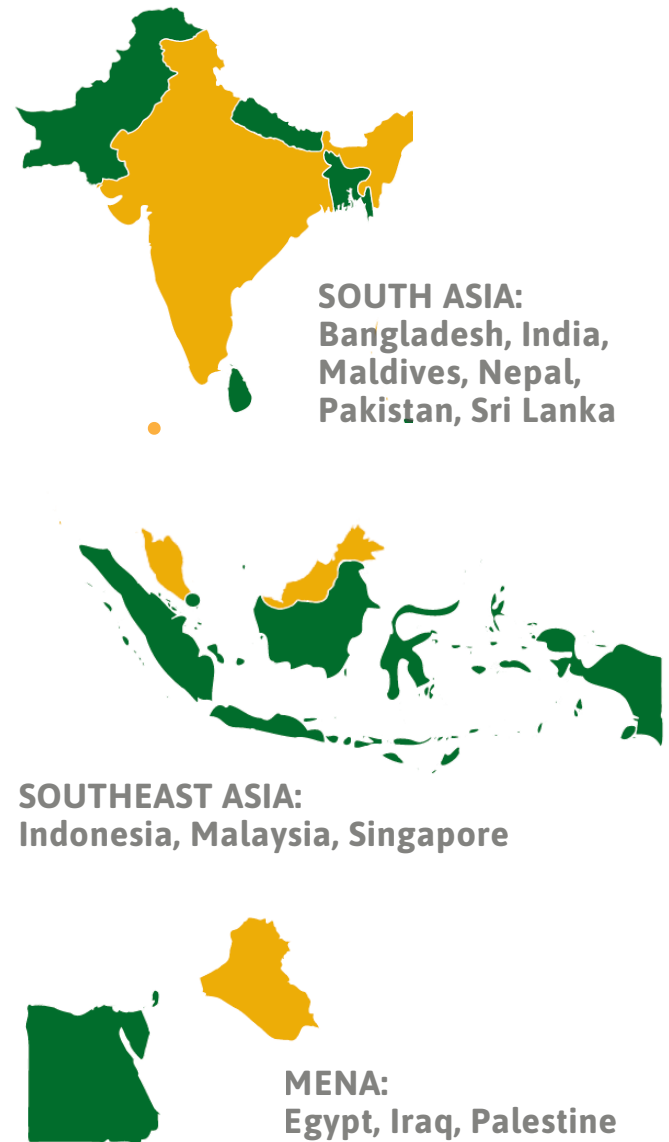 SOUTH ASIA:
Bangladesh, India,
Maldives, Nepal,
Pakistan, Sri Lanka
SOUTHEAST ASIA:
Indonesia, Malaysia, Singapore
MENA:
Egypt, Iraq, Palestine